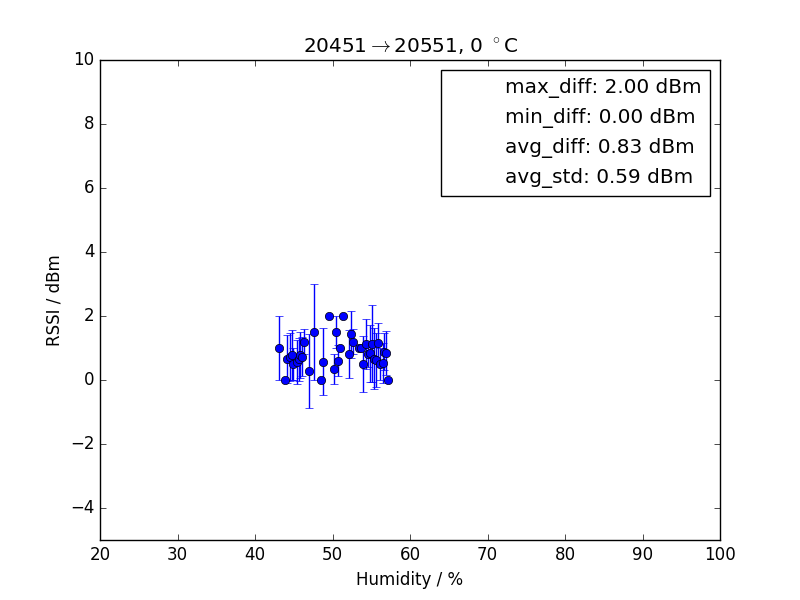 20451→20551, 0 °C
max_diff: 2.00 dBm
min_diff: 0.00 dBm
avg_diff: 0.83 dBm
avg_std: 0.59 dBm
RSSI / dBm
10
8
6
4
2
0
−2
−4
20 30 40 50 60 70 80 90 100
Humidity / %